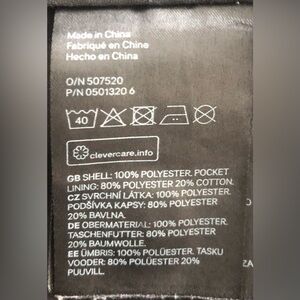 Made in China
Fabriqué en Chine
Hecho en China
O/N 507520
P/N 0501320 6
40
clevercare.info
GB SHELL: 100% POLYESTER. POCKET
LINING: 80% POLYESTER 20% COTTON.
CZ SVRCHNÍ LÁTKA: 100% POLYESTER.
PODŠÍVKA KAPSY: 80% POLYESTER
20% BAVLNA.
DE OBERMATERIAL: 100% POLYESTER.
TASCHENFUTTER: 80% POLYESTER
20% BAUMWOLLE.
EE ÜMBRIS: 100% POLÜESTER. TASKU
VOODER: 80% POLÜESTER 20%
PUUVILL.